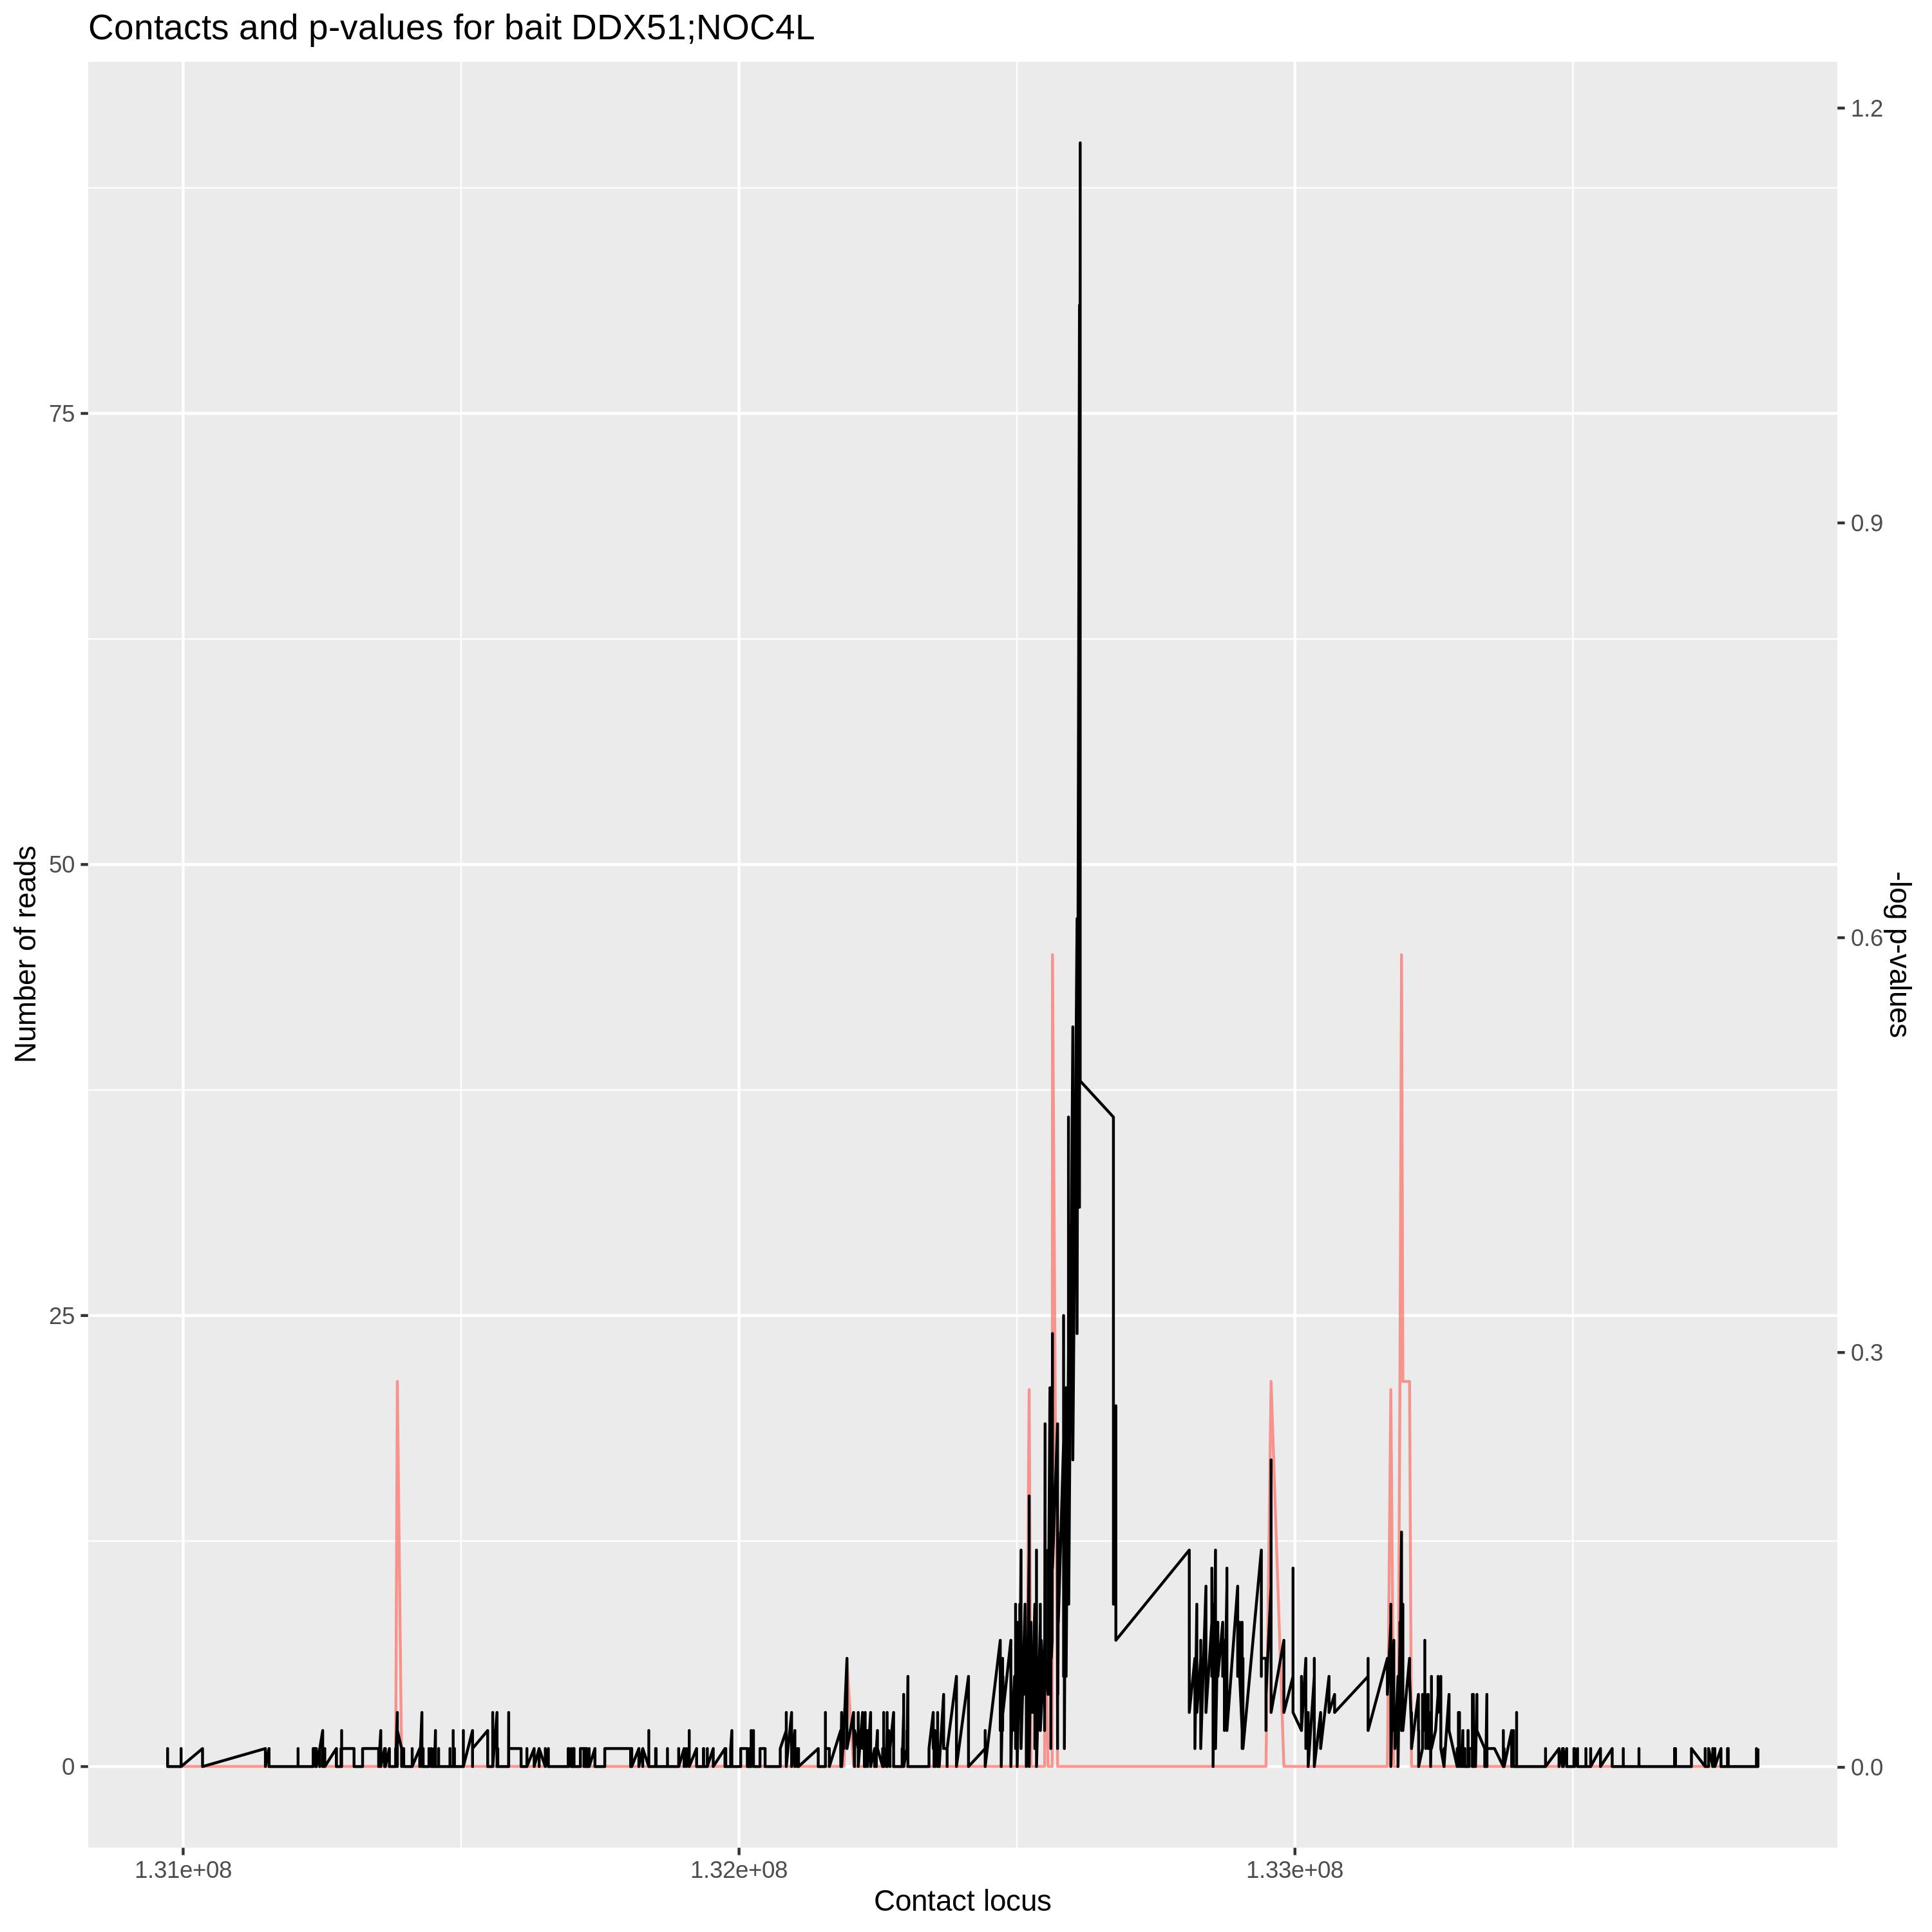 Contacts and p-values for bait DDX51;NOC4L
Number of reads
75
50
25
0
1.2
0.9
0.6
0.3
0.0
-log p-values
1.31e+08
1.32e+08
1.33e+08
Contact locus